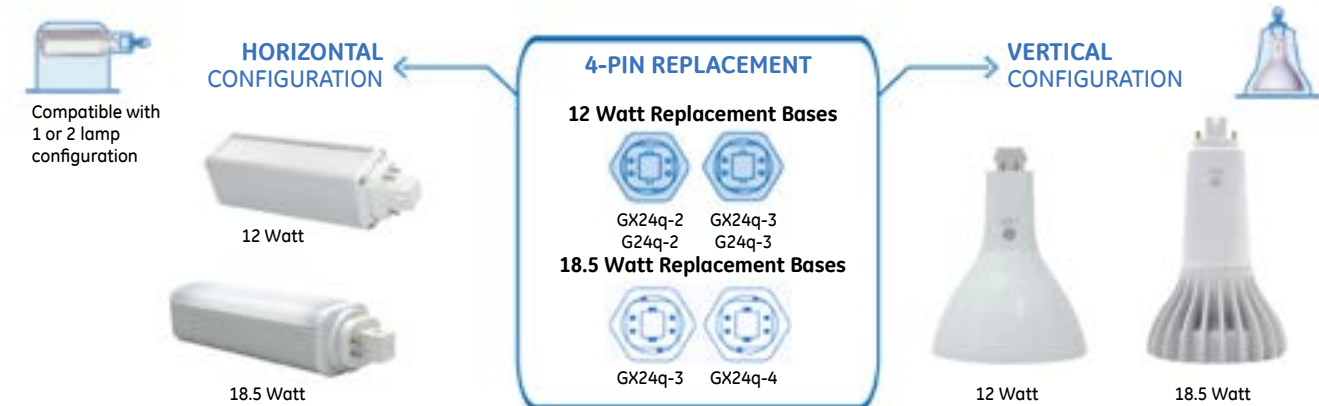 HORIZONTAL
CONFIGURATION
Compatible with
1 or 2 lamp
configuration
12 Watt
18.5 Watt
4-PIN REPLACEMENT
12 Watt Replacement Bases
GX24q-2 GX24q-3
G24q-2 G24q-3
18.5 Watt Replacement Bases
GX24q-3 GX24q-4
VERTICAL
CONFIGURATION
12 Watt
18.5 Watt